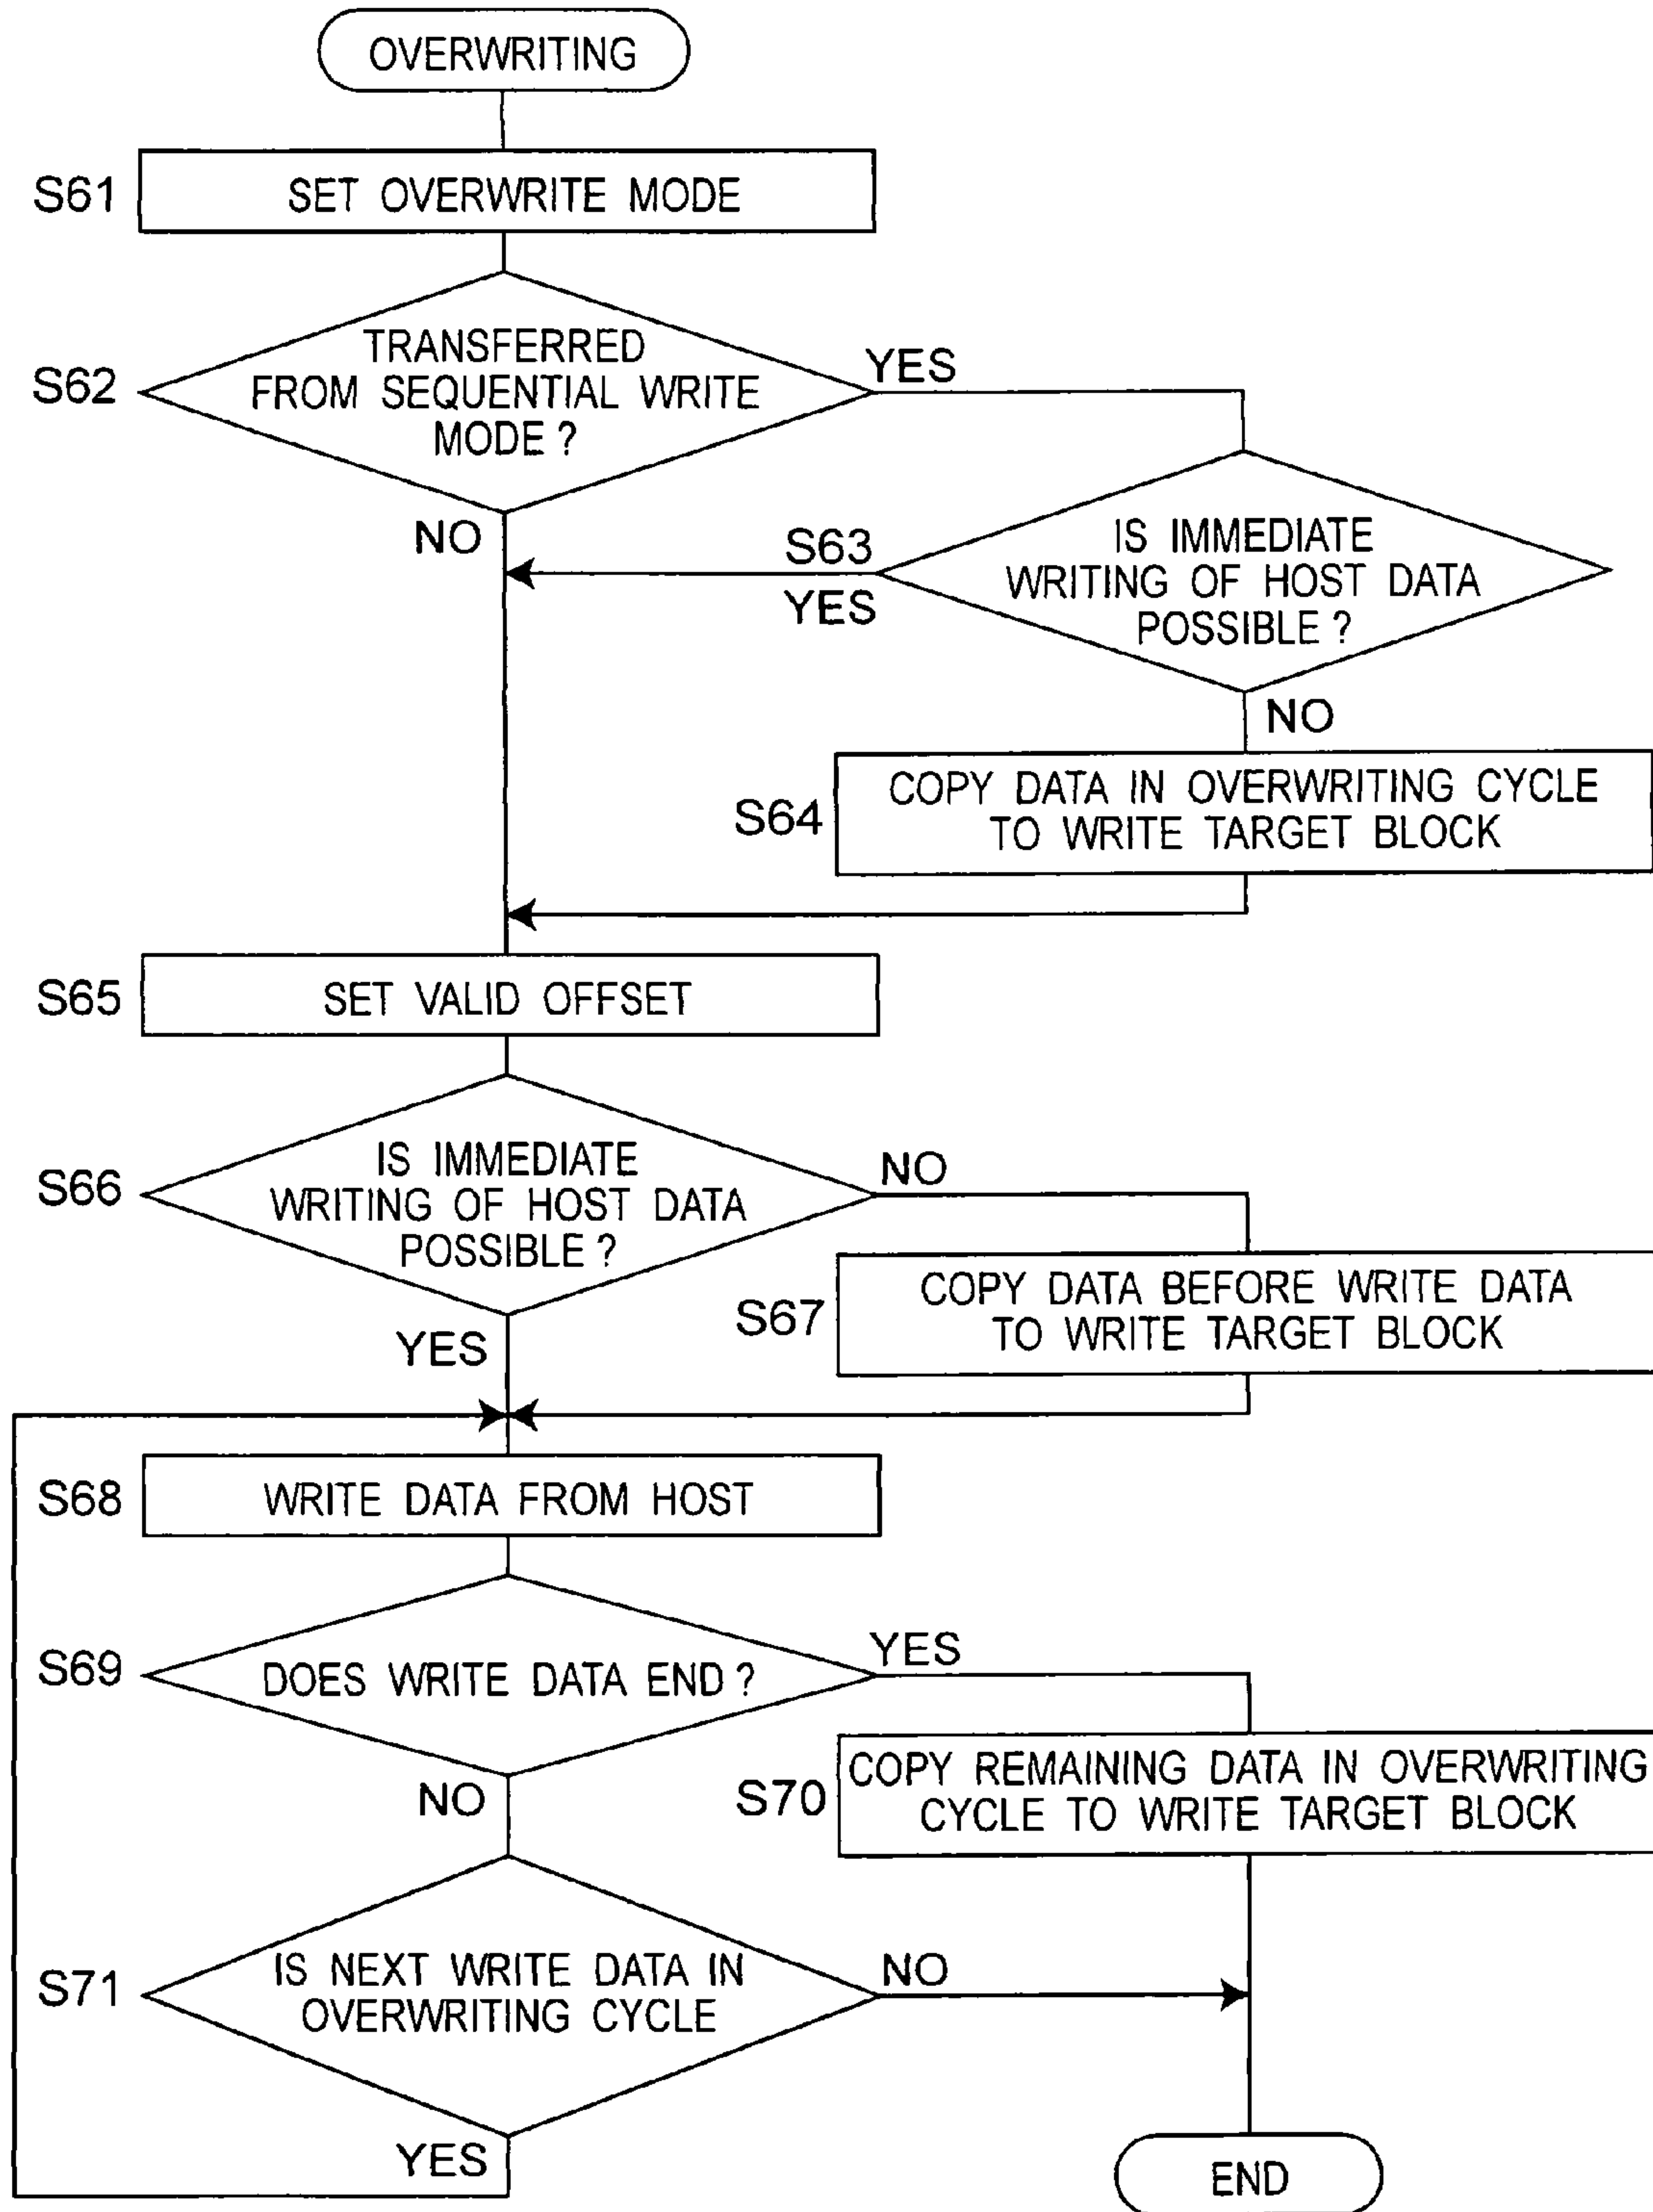 OVERWRITING
S61
SET OVERWRITE MODE
S62
TRANSFERRED
FROM SEQUENTIAL WRITE
MODE ?
YES
NO
S63
YES
IS IMMEDIATE
WRITING OF HOST DATA
POSSIBLE ?
NO
S64
COPY DATA IN OVERWRITING CYCLE
TO WRITE TARGET BLOCK
S65
SET VALID OFFSET
S66
IS IMMEDIATE
WRITING OF HOST DATA
POSSIBLE ?
NO
YES
S67
COPY DATA BEFORE WRITE DATA
TO WRITE TARGET BLOCK
S68
WRITE DATA FROM HOST
S69
DOES WRITE DATA END ?
YES
NO
S70
COPY REMAINING DATA IN OVERWRITING
CYCLE TO WRITE TARGET BLOCK
S71
IS NEXT WRITE DATA IN
OVERWRITING CYCLE
NO
YES
END